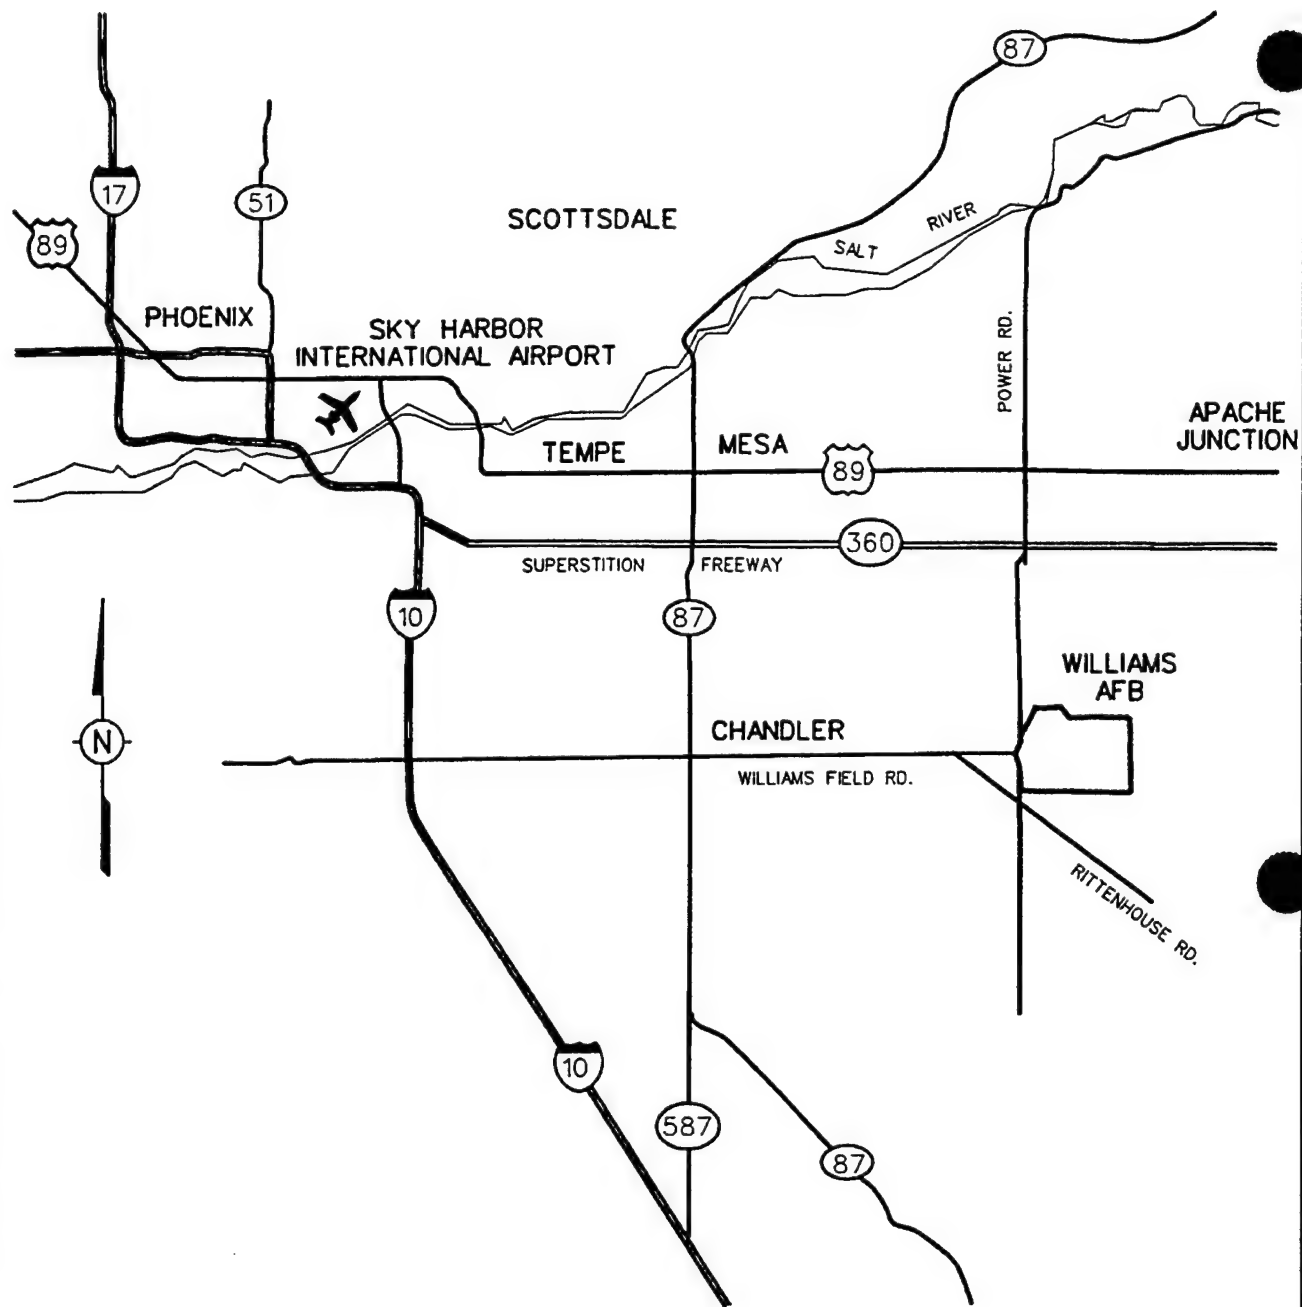 87
17
51
SCOTTSDALE
RIVER
89
SALT
PHOENIX
SKY HARBOR
INTERNATIONAL AIRPORT
POWER RD.
APACHE
JUNCTION
TEMPE
MESA
89
360
SUPERSTITION FREEWAY
10
87
WILLIAMS
AFB
N
CHANDLER
WILLIAMS FIELD RD.
RITTENHOUSE RD.
10
587
87